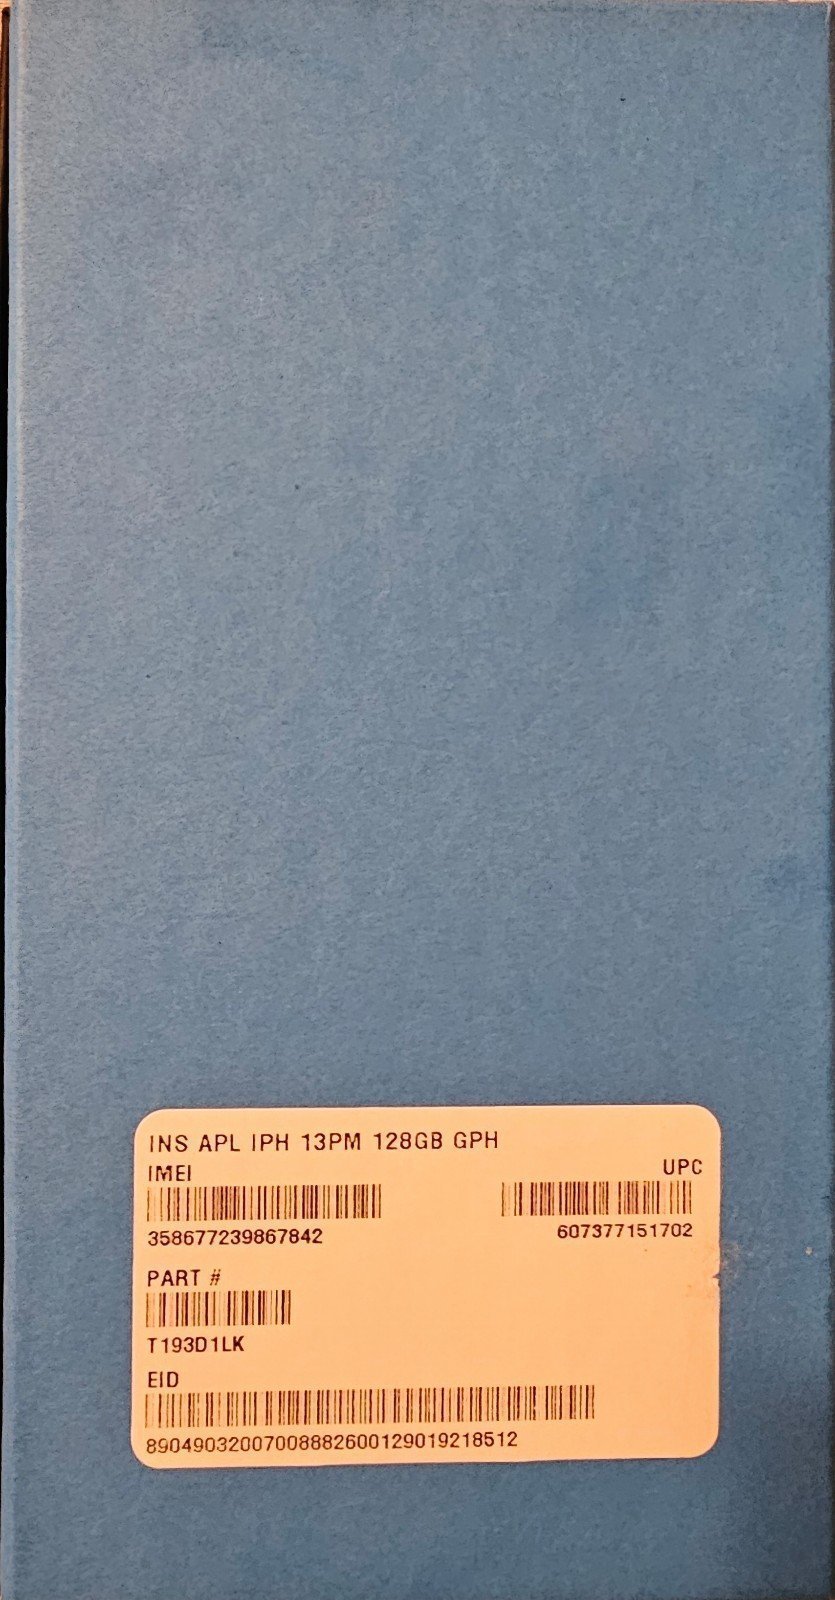 INS APL IPH 13PM 128GB GPH
IMEI UPC
358677239867842 607377151702
PART #
T193D1LK
EID
89049032007008882600129019218512